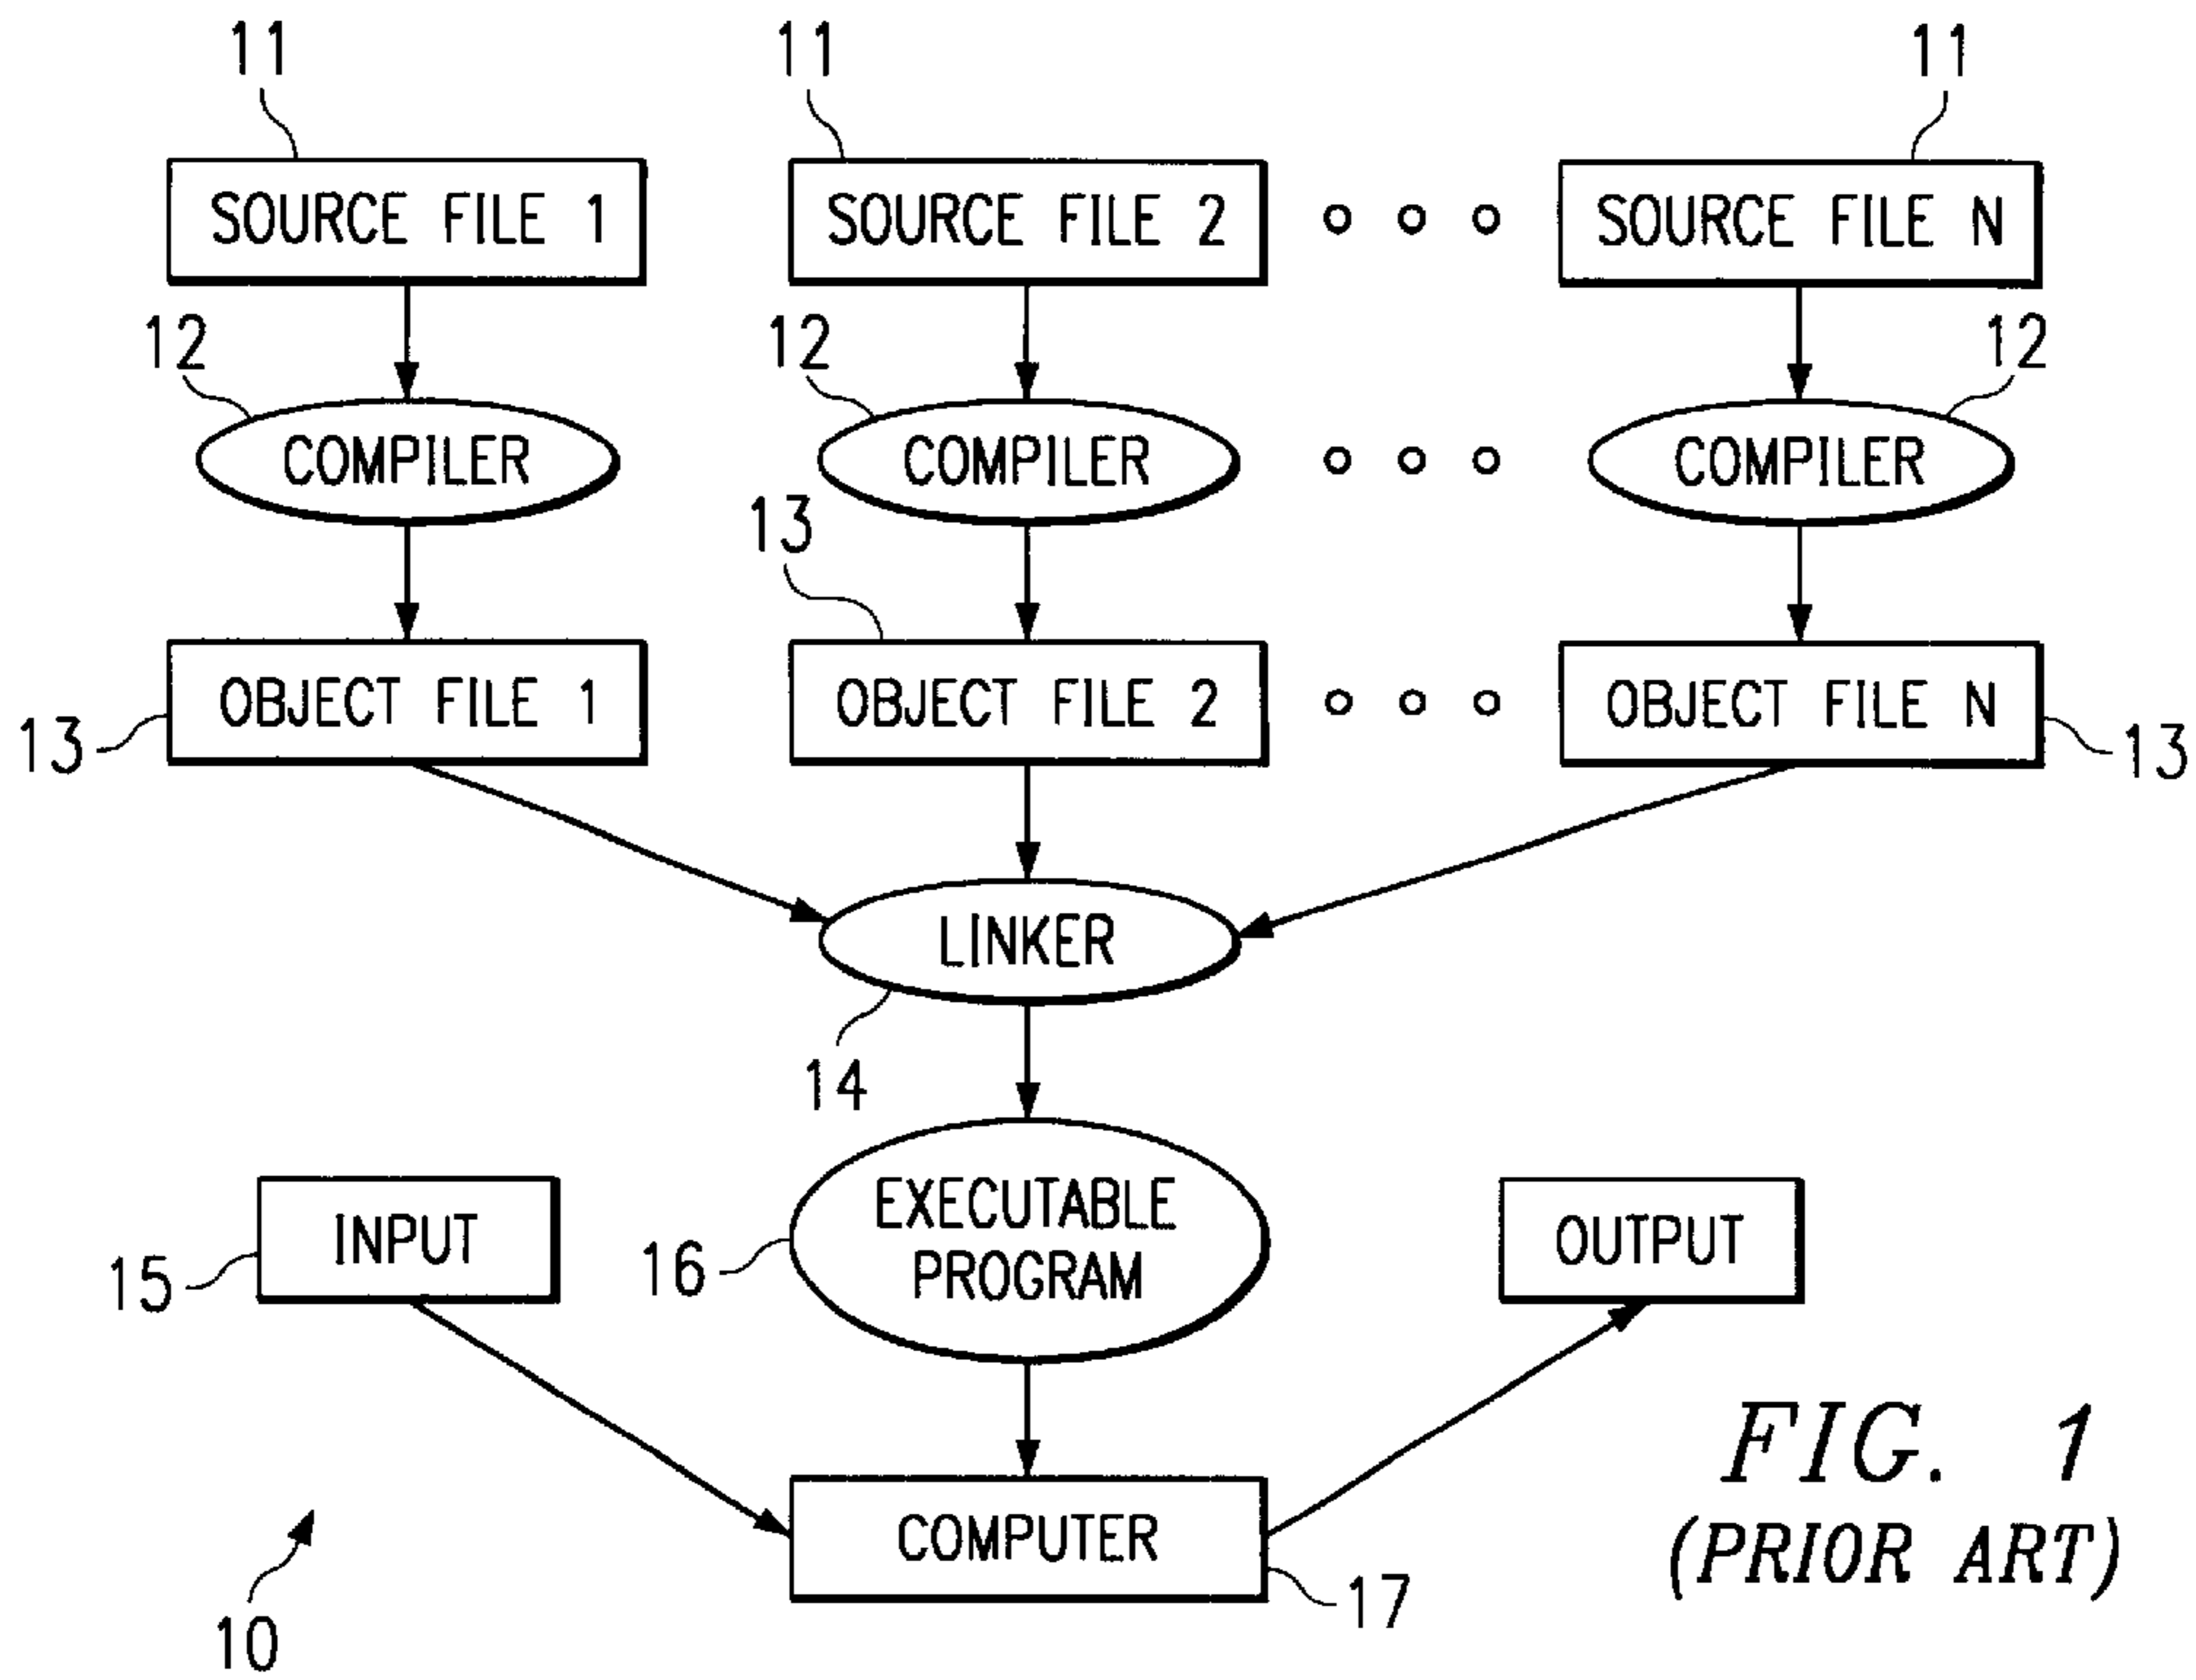 11
11
11
SOURCE FILE 1
SOURCE FILE 2
SOURCE FILE N
12
12
12
COMPILER
COMPILER
COMPILER
13
OBJECT FILE 1
OBJECT FILE 2
OBJECT FILE N
13
13
LINKER
14
EXECUTABLE
PROGRAM
INPUT
OUTPUT
15
16
COMPUTER
17
10
FIG. 1
(PRIOR ART)